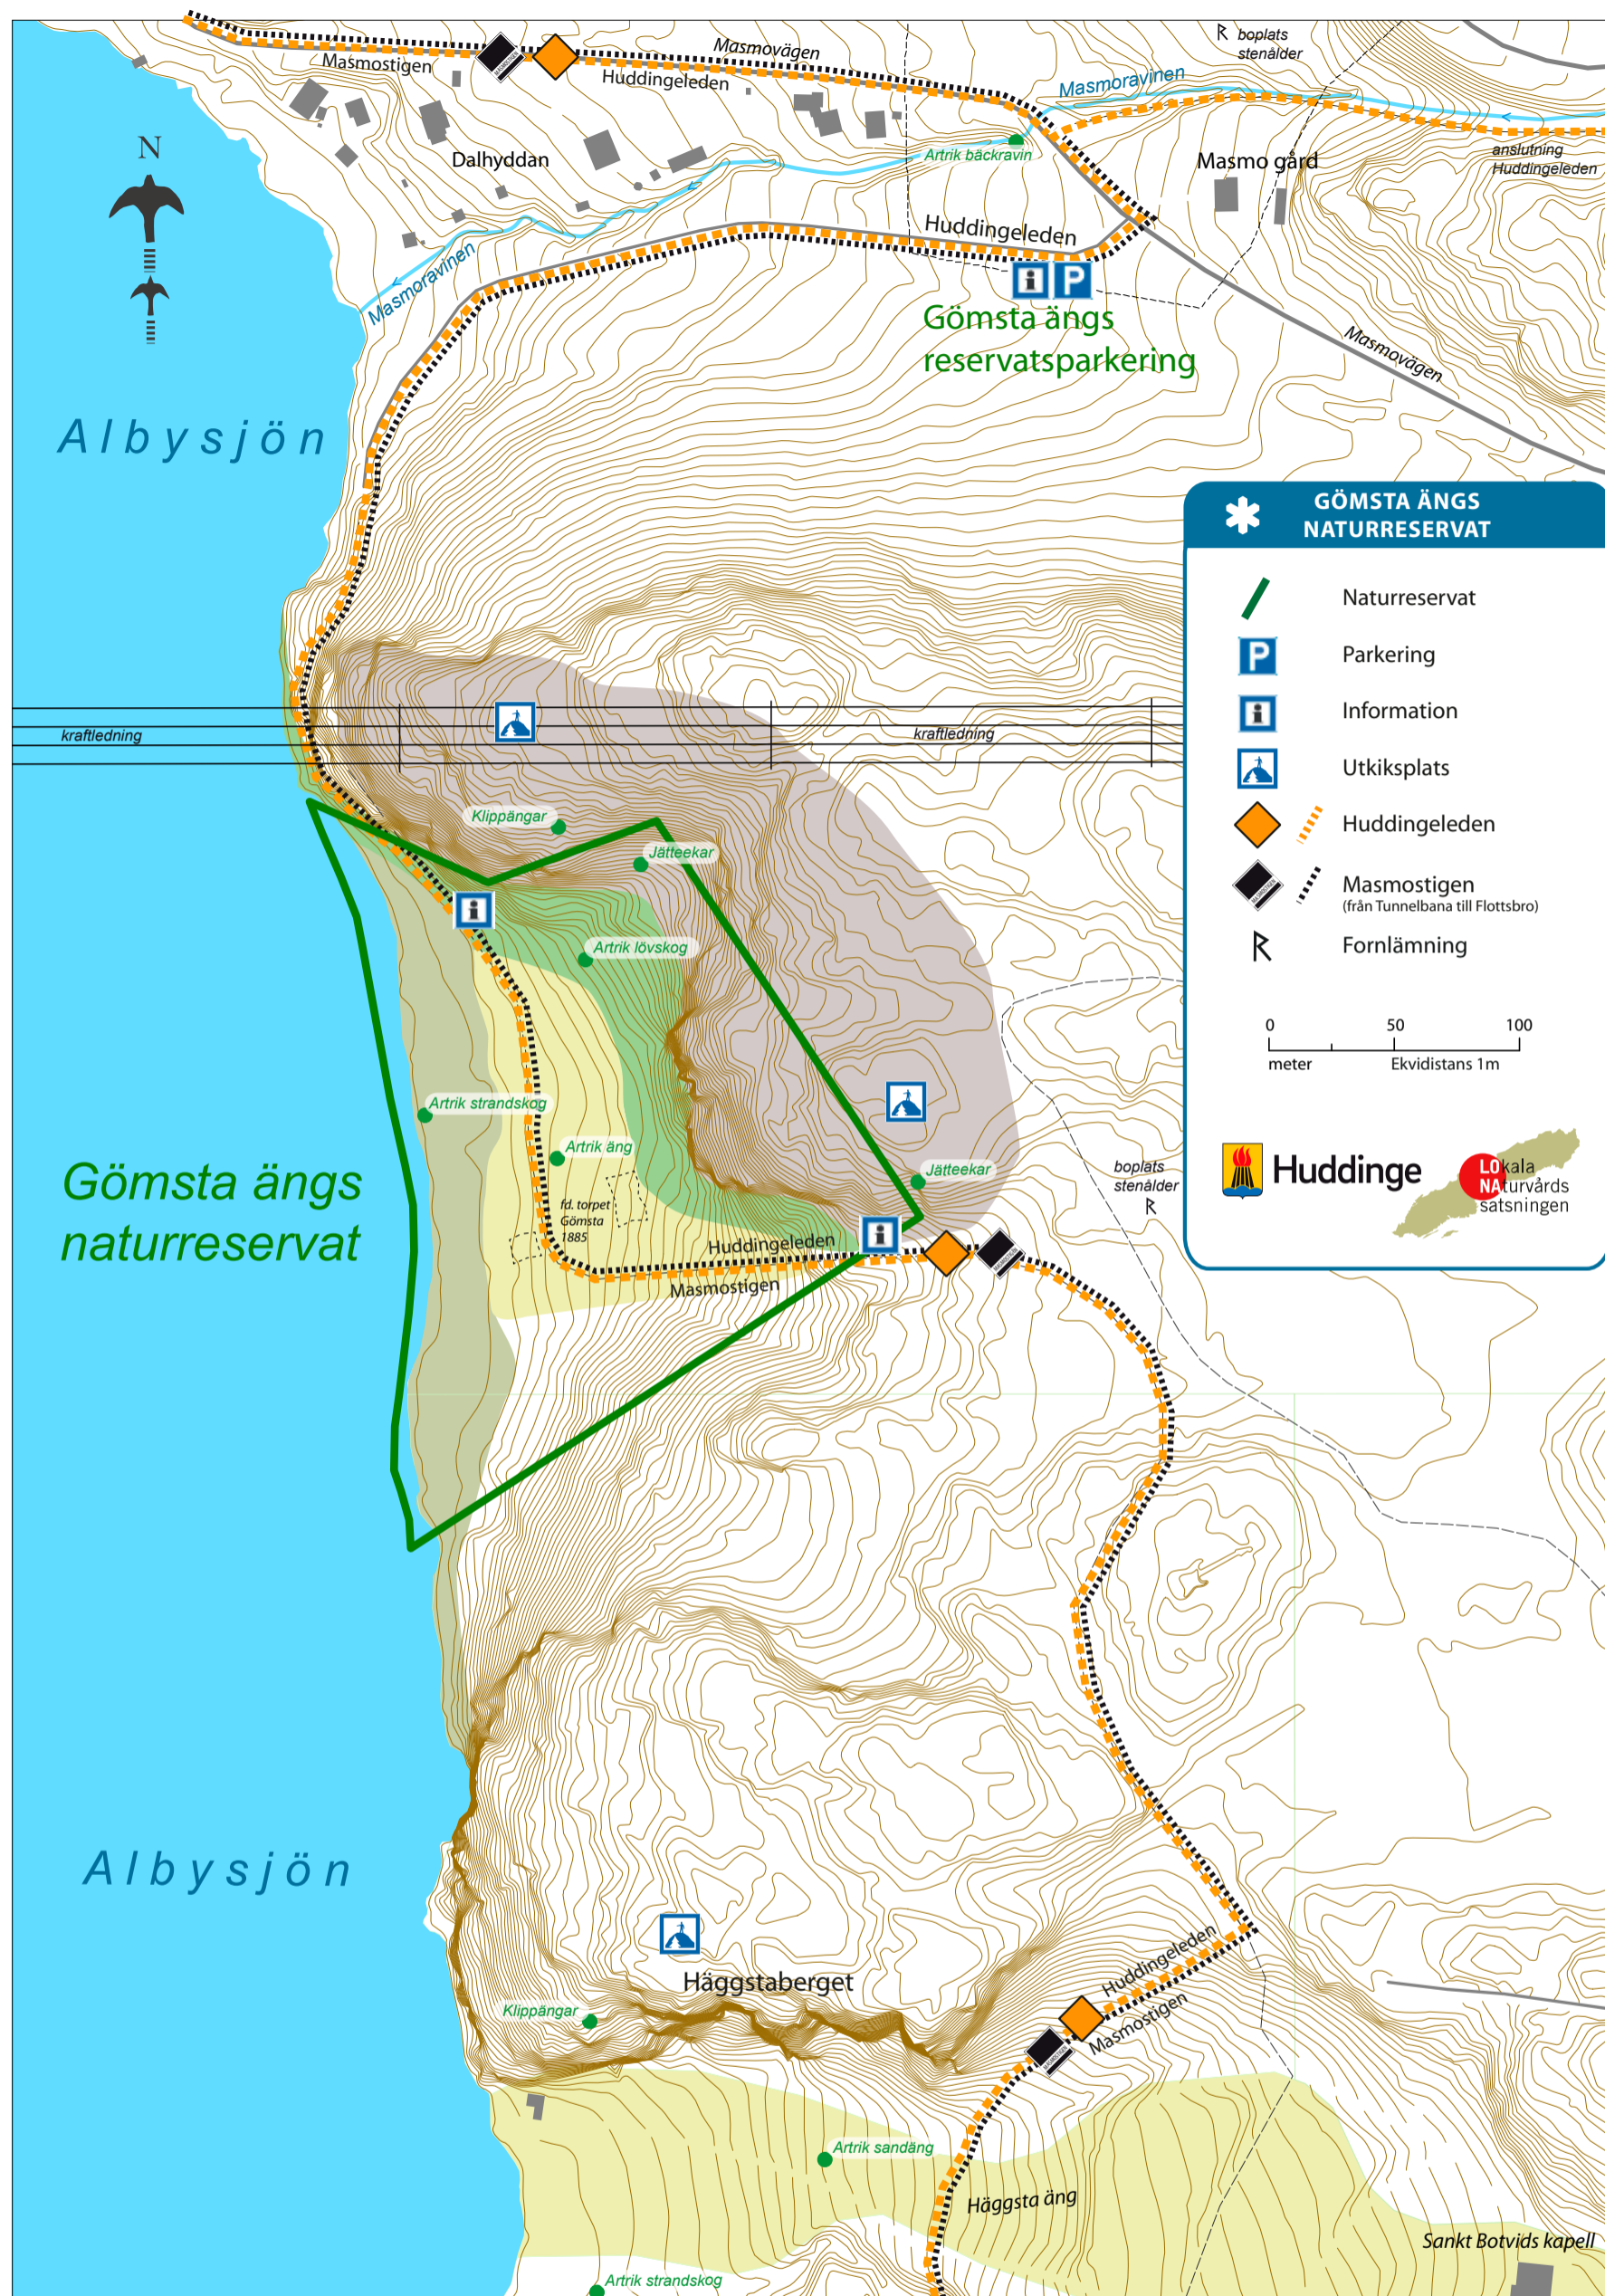 Masmovägen
Masmostigen
Huddingeleden
R boplats
stenålder
Masmoravinen
N
Dalhyddan
Artrik bäckravin
Masmo gård
anslutning
Huddingeleden
Huddingeleden
Masmoravinen
Gömsta ängs
reservatsparkering
Masmovägen
Albysjön
GÖMSTA ÄNGS
NATURRESERVAT
Naturreservat
P Parkering
i Information
Utkiksplats
Huddingeleden
Masmostigen
(från Tunnelbana till Flottsbro)
R Fornlämning
0 50 100
meter Ekvidistans 1m
Huddinge
LOkala
NAturvårds
satsningen
kraftledning
kraftledning
Klippängar
Jätteekar
Artrik lövskog
Artrik strandskog
Artrik äng
Jätteekar
boplats
stenålder
R
Gömsta ängs
naturreservat
fd. torpet
Gömsta
1885
Huddingeleden
Masmostigen
Albysjön
Häggstaberget
Huddingeleden
Masmostigen
Klippängar
Artrik sandäng
Häggsta äng
Sankt Botvids kapell
Artrik strandskog